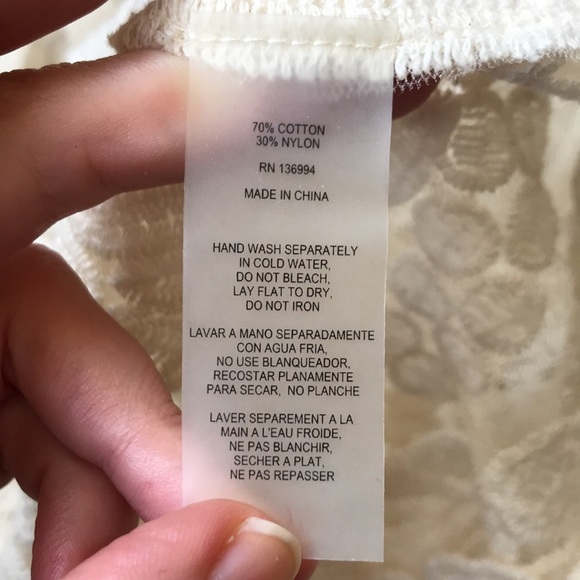 70% COTTON
30% NYLON
RN 136994
MADE IN CHINA
HAND WASH SEPARATELY
IN COLD WATER,
DO NOT BLEACH,
LAY FLAT TO DRY,
DO NOT IRON
LAVAR A MANO SEPARADAMENTE
CON AGUA FRIA,
NO USE BLANQUEADOR,
RECOSTAR PLANAMENTE
PARA SECAR, NO PLANCHE
LAVER SEPAREMENT A LA
MAIN A L'EAU FROIDE,
NE PAS BLANCHIR,
SECHER A PLAT,
NE PAS REPASSER